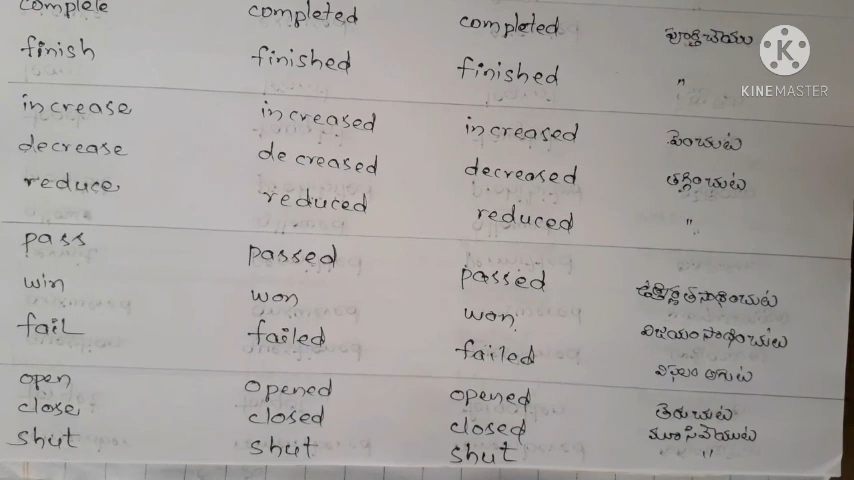 complete completed completed పూర్తిచేయు
finish finished finished "
KINEMASTER
increase increased increased పెంచుట
decrease decreased decreased తగ్గించుట
reduce reduced reduced "
pass passed passed ఉత్తీర్ణతసాధించుట
win won won విజయంసాధించుట
fail failed failed విఫలం అగుట
open opened opened తెరుచుట
close closed closed మూసివేయుట
shut shut shut "